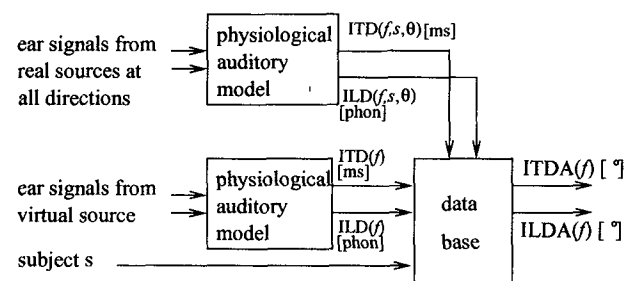 ear signals from
real sources at
all directions
physiological
auditory
model
ITD(f,s,θ)[ms]
ILD(f,s,θ)
[phon]
ear signals from
virtual source
physiological
auditory
model
ITD(f)
[ms]
ILD(f)
[phon]
subject s
data
base
ITDA(f) [ °]
ILDA(f) [ °]